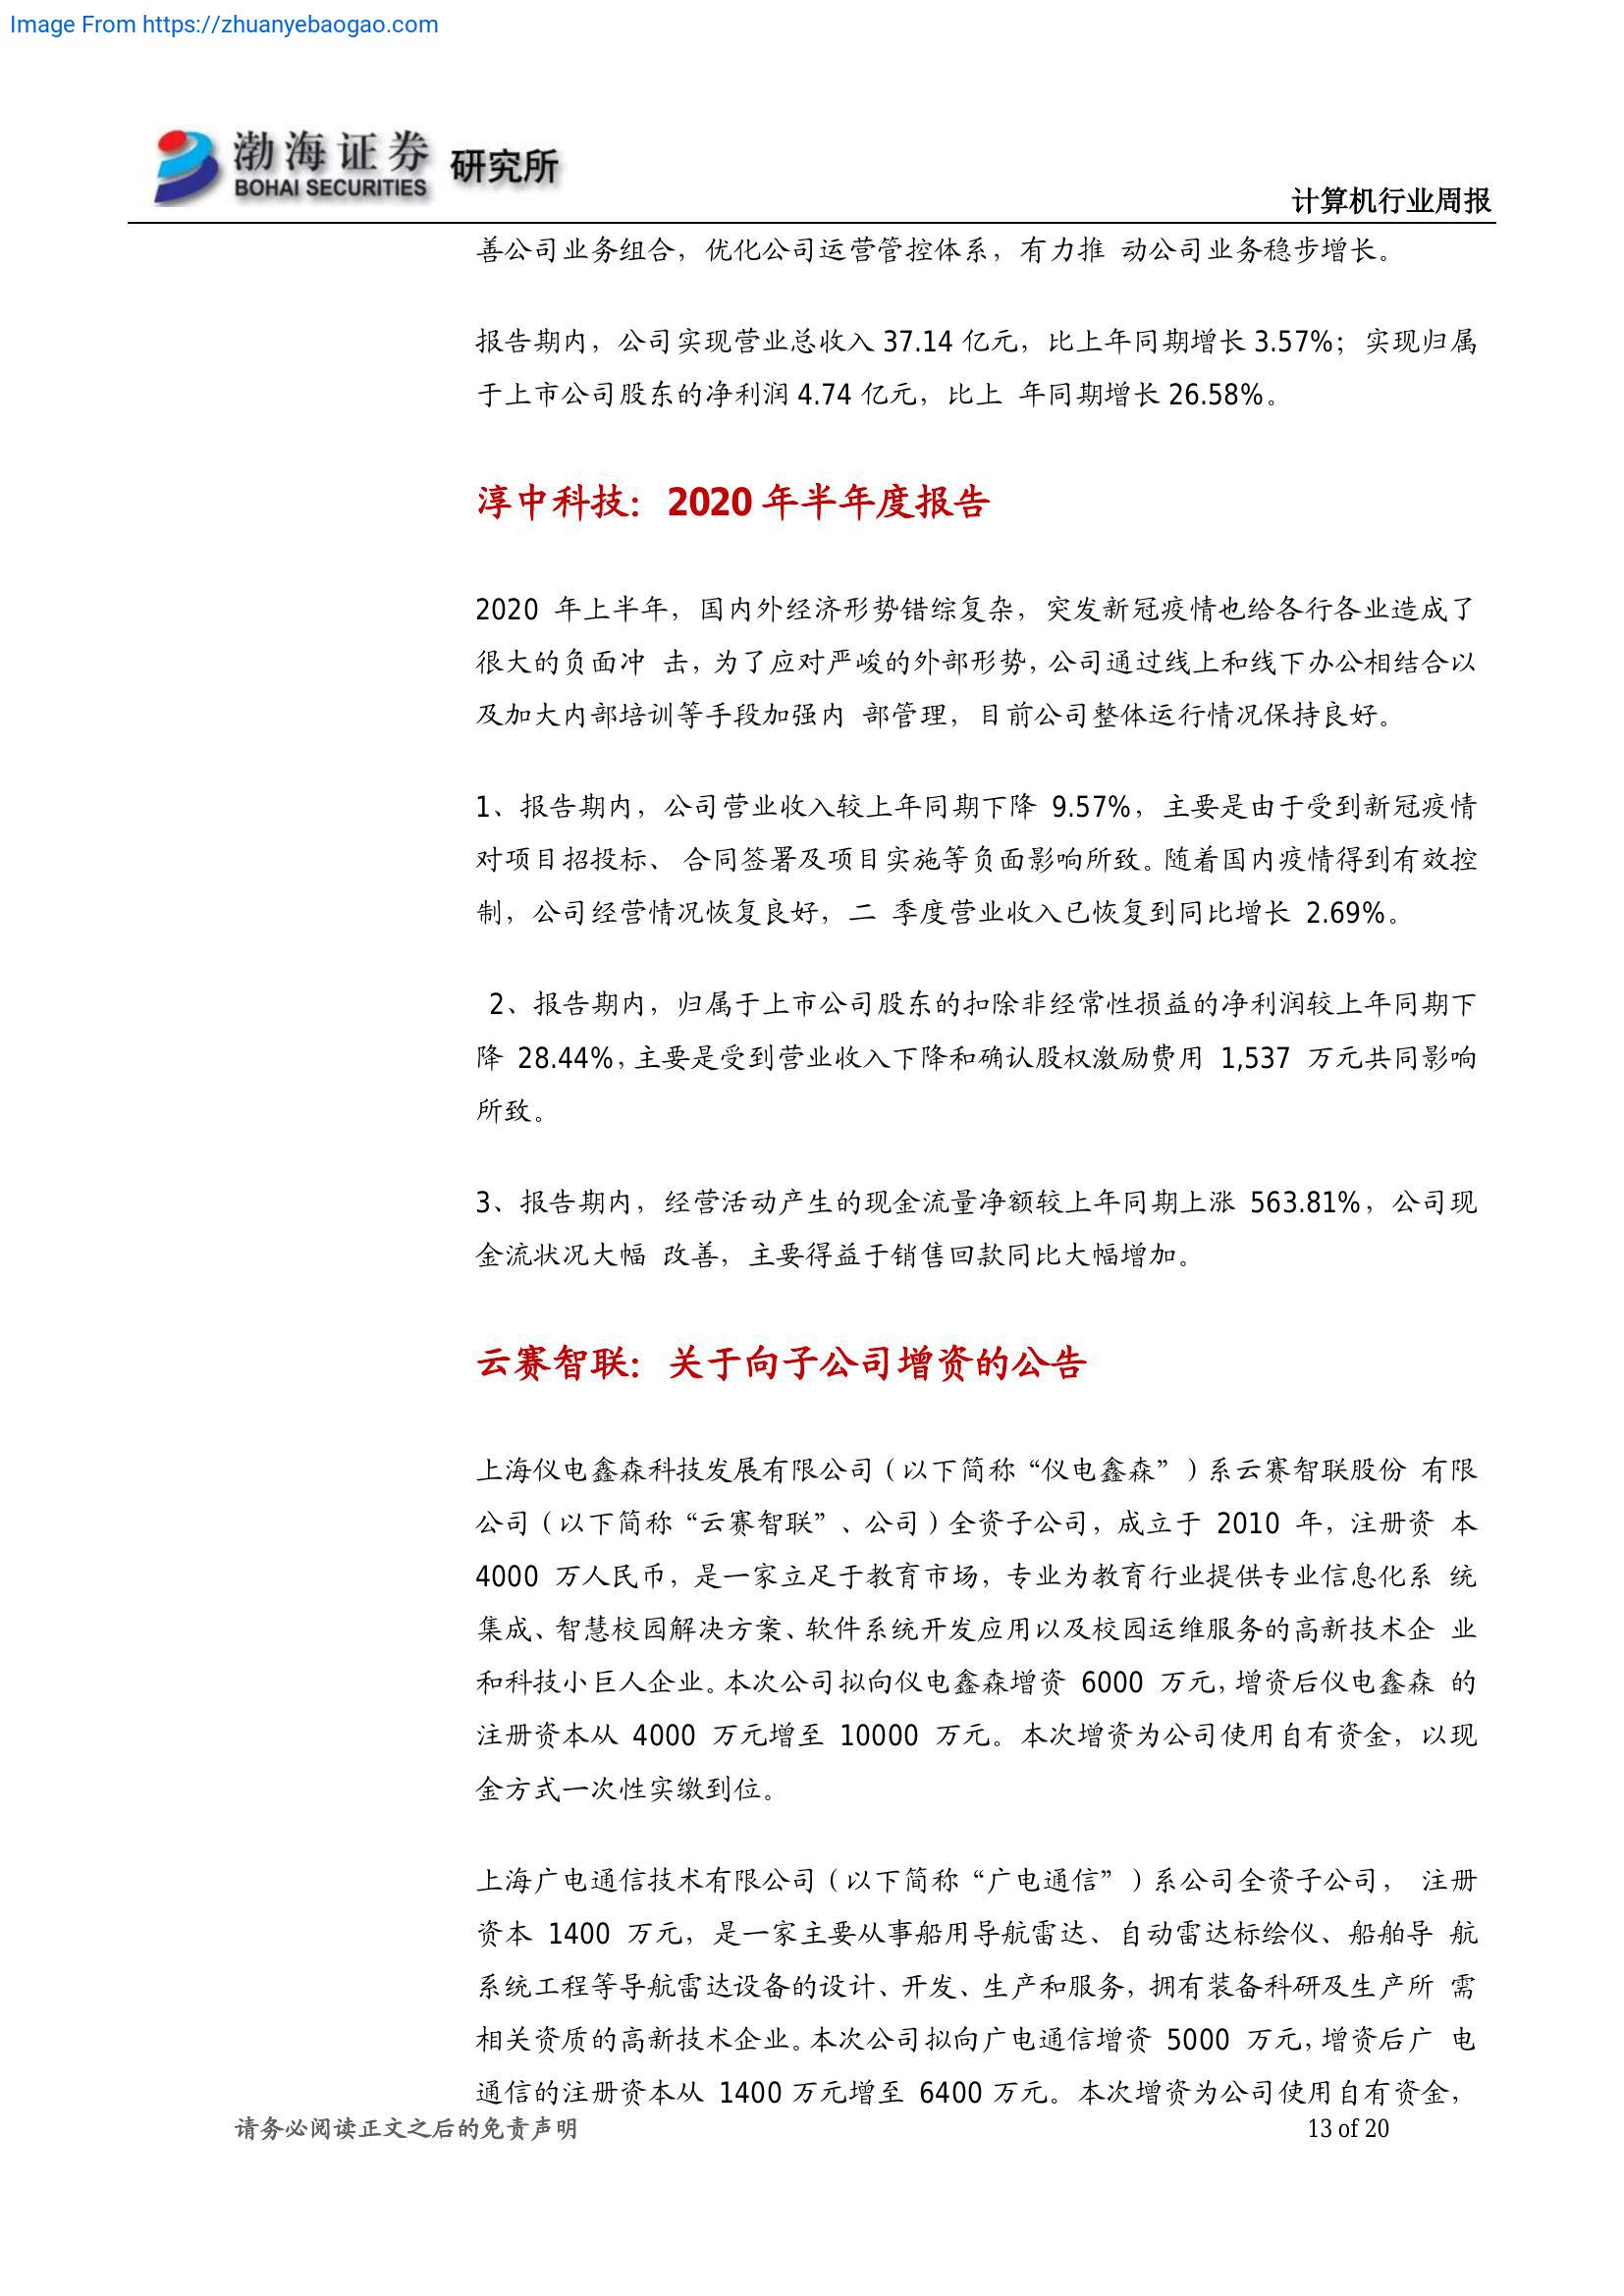 Image From https://zhuanyebaogao.com
渤海证券 研究所
BOHAI SECURITIES
计算机行业周报
善公司业务组合，优化公司运营管控体系，有力推 动公司业务稳步增长。
报告期内，公司实现营业总收入 37.14 亿元，比上年同期增长 3.57%；实现归属
于上市公司股东的净利润 4.74 亿元，比上 年同期增长 26.58%。
淳中科技：2020 年半年度报告
2020 年上半年，国内外经济形势错综复杂，突发新冠疫情也给各行各业造成了
很大的负面冲 去，为了应对严峻的外部形势，公司通过线上和线下办公相结合以
及加大内部培训等手段加强内 部管理，目前公司整体运行情况保持良好。
1、报告期内，公司营业收入较上年同期下降 9.57%，主要是由于受到新冠疫情
对项目招投标、 合同签署及项目实施等负面影响所致。随着国内疫情得到有效控
制，公司经营情况恢复良好，二 季度营业收入已恢复到同比增长 2.69%。
2、报告期内，归属于上市公司股东的扣除非经常性损益的净利润较上年同期下
降 28.44%，主要是受到营业收入下降和确认股权激励费用 1,537 万元共同影响
所致。
3、报告期内，经营活动产生的现金流量净额较上年同期上涨 563.81%，公司现
金流状况大幅 改善，主要得益于销售回款同比大幅增加。
云赛智联：关于向子公司增资的公告
上海仪电鑫森科技发展有限公司（以下简称“仪电鑫森”）系云赛智联股份 有限
公司（以下简称“云赛智联”、公司）全资子公司，成立于 2010 年，注册资 本
4000 万人民币，是一家立足于教育市场，专业为教育行业提供专业信息化系 统
集成、智慧校园解决方案、软件系统开发应用以及校园运维服务的高新技术企 业
和科技小巨人企业。本次公司拟向仪电鑫森增资 6000 万元，增资后仪电鑫森 的
注册资本从 4000 万元增至 10000 万元。本次增资为公司使用自有资金，以现
金方式一次性实缴到位。
上海广电通信技术有限公司（以下简称“广电通信”）系公司全资子公司， 注册
资本 1400 万元，是一家主要从事船用导航雷达、自动雷达标绘仪、船舶导 航
系统工程等导航雷达设备的设计、开发、生产和服务，拥有装备科研及生产所 需
相关资质的高新技术企业。本次公司拟向广电通信增资 5000 万元，增资后广 电
通信的注册资本从 1400 万元增至 6400 万元。本次增资为公司使用自有资金，
请务必阅读正文之后的免责声明
13 of 20